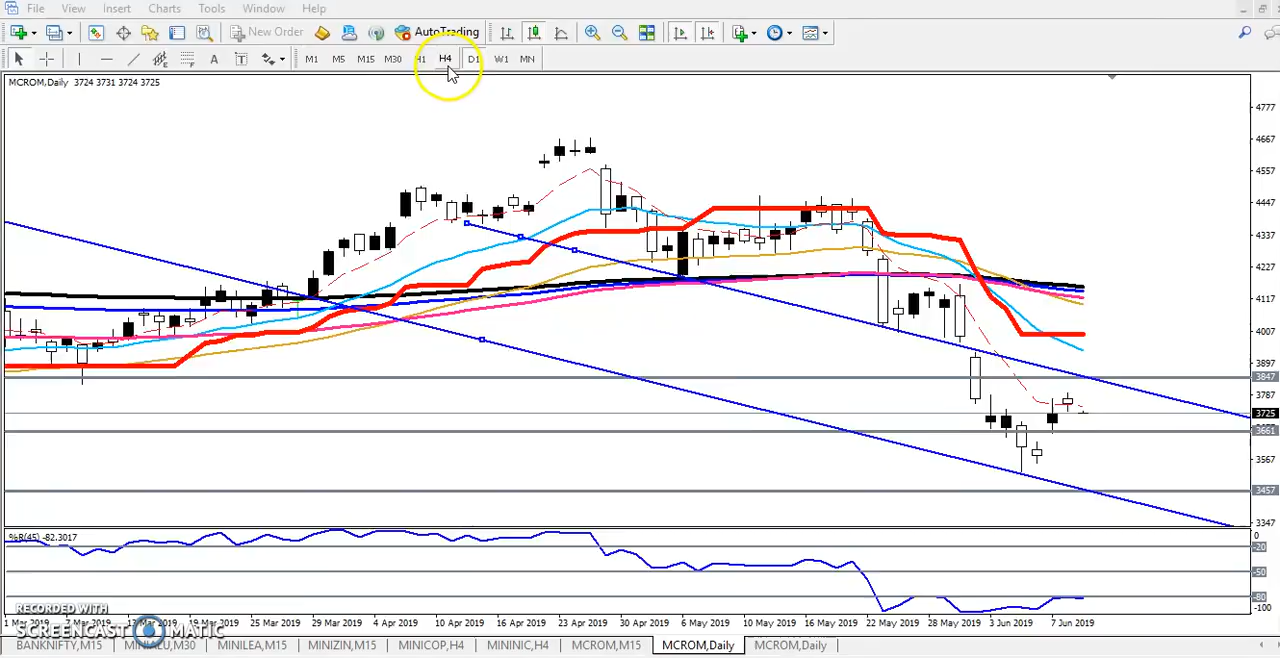 File View Insert Charts Tools Window Help
New Order AutoTrading
A T M1 M5 M15 M30 H1 H4 D1 W1 MN
MCROM,Daily 3724 3731 3724 3725
4777
4667
4557
4447
4337
4227
4117
4007
3897
3847
3787
3725
3661
3567
3457
3347
%R(45) -82.3017
0
-20
-50
-80
-100
1 Mar 2019 19 Mar 2019 25 Mar 2019 29 Mar 2019 4 Apr 2019 10 Apr 2019 16 Apr 2019 23 Apr 2019 30 Apr 2019 6 May 2019 10 May 2019 16 May 2019 22 May 2019 28 May 2019 3 Jun 2019 7 Jun 2019
RECORDED WITH
SCREENCAST MATIC
BANKNIFTY,M15 MINIALU,M30 MINILEA,M15 MINIZIN,M15 MINICOP,H4 MININIC,H4 MCROM,M15 MCROM,Daily MCROM,Daily